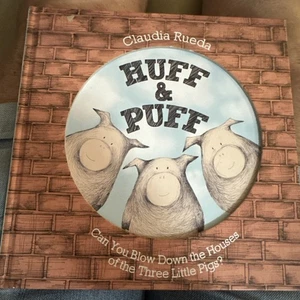 Claudia Rueda
HUFF
&
PUFF
Can You Blow Down the Houses
of the Three Little Pigs?